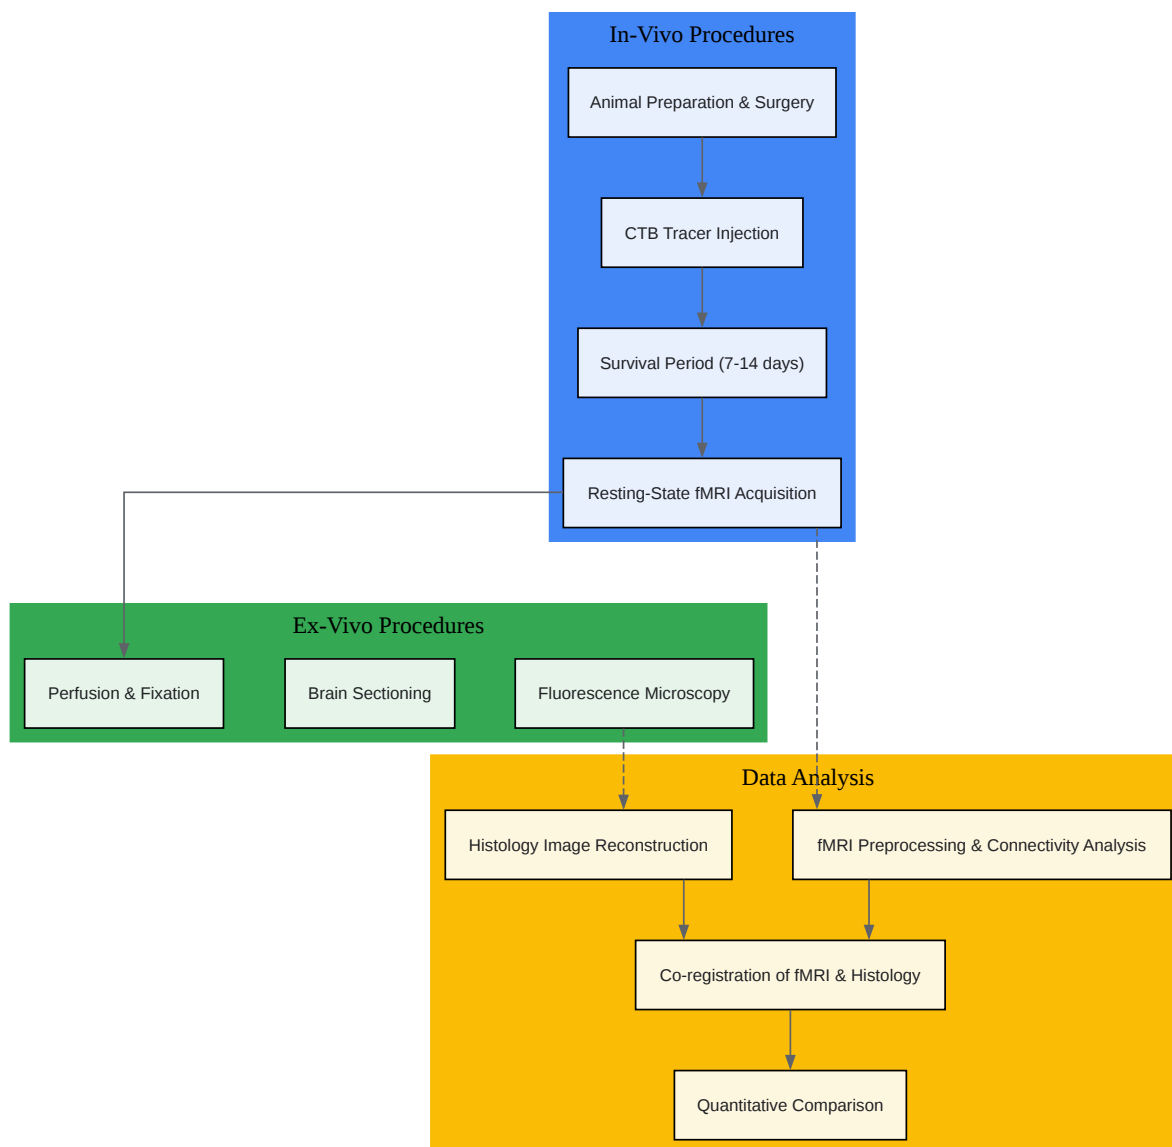 In-Vivo Procedures
Animal Preparation & Surgery
CTB Tracer Injection
Survival Period (7-14 days)
Resting-State fMRI Acquisition
Ex-Vivo Procedures
Perfusion & Fixation
Brain Sectioning
Fluorescence Microscopy
Data Analysis
Histology Image Reconstruction
fMRI Preprocessing & Connectivity Analysis
Co-registration of fMRI & Histology
Quantitative Comparison